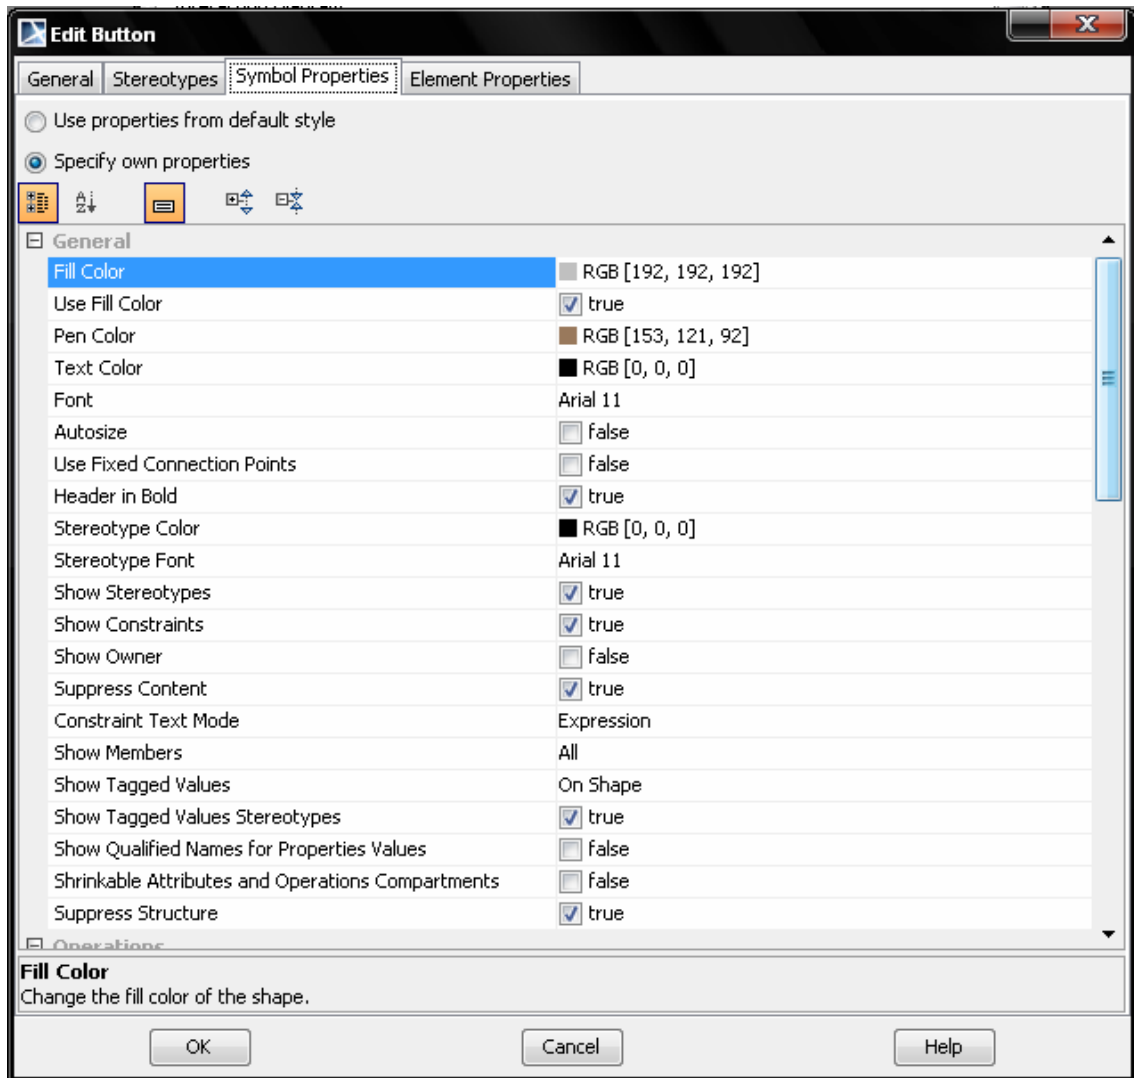 Edit Button
General Stereotypes Symbol Properties Element Properties
Use properties from default style
Specify own properties
General
Fill Color RGB [192, 192, 192]
Use Fill Color true
Pen Color RGB [153, 121, 92]
Text Color RGB [0, 0, 0]
Font Arial 11
Autosize false
Use Fixed Connection Points false
Header in Bold true
Stereotype Color RGB [0, 0, 0]
Stereotype Font Arial 11
Show Stereotypes true
Show Constraints true
Show Owner false
Suppress Content true
Constraint Text Mode Expression
Show Members All
Show Tagged Values On Shape
Show Tagged Values Stereotypes true
Show Qualified Names for Properties Values false
Shrinkable Attributes and Operations Compartments false
Suppress Structure true
Operations
Fill Color
Change the fill color of the shape.
OK Cancel Help